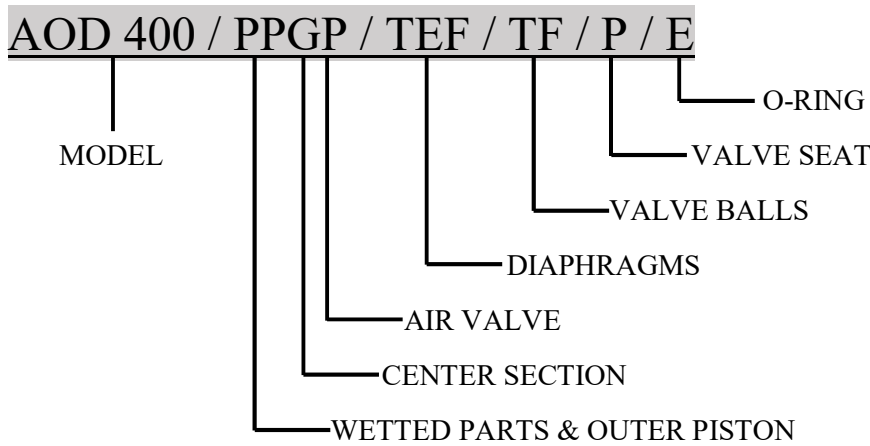 AOD 400 / PPGP / TEF / TF / P / E
O-RING
MODEL
VALVE SEAT
VALVE BALLS
DIAPHRAGMS
AIR VALVE
CENTER SECTION
WETTED PARTS & OUTER PISTON